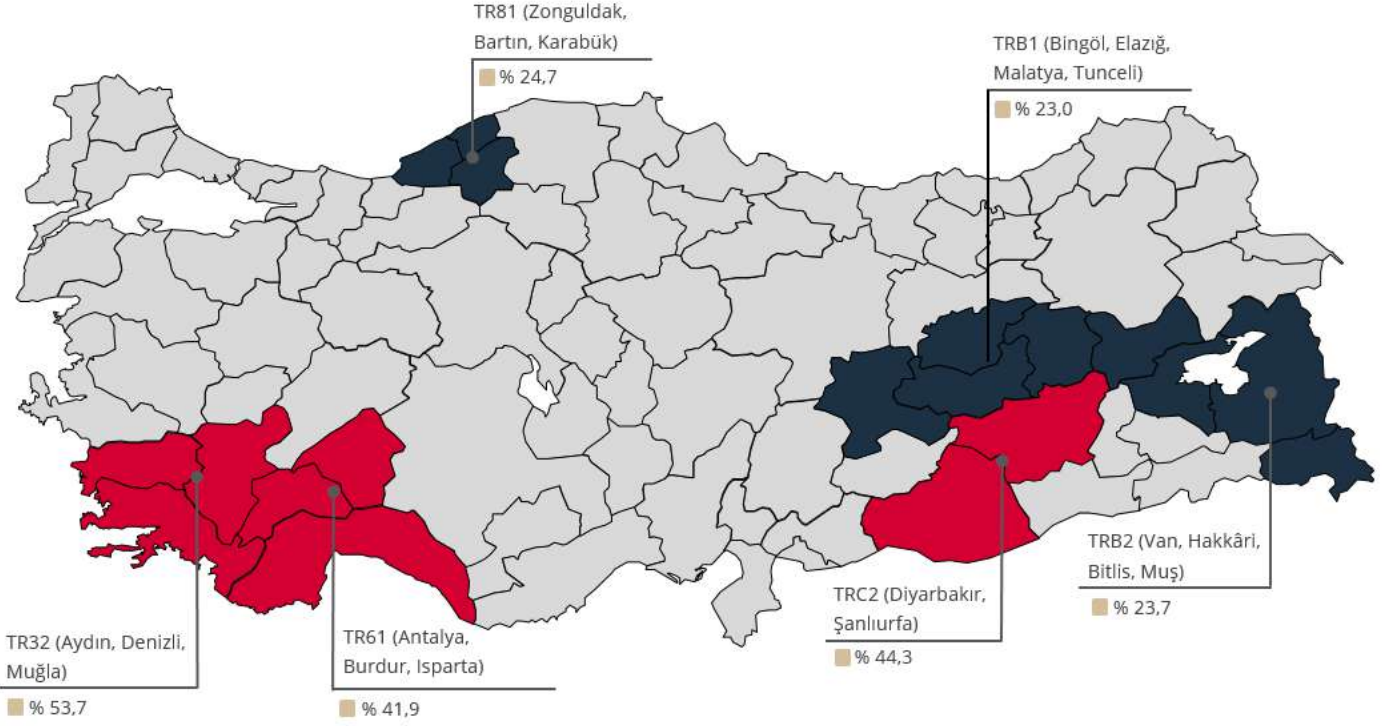 TR81 (Zonguldak,
Bartın, Karabük)
% 24,7
TRB1 (Bingöl, Elazığ,
Malatya, Tunceli)
% 23,0
TRB2 (Van, Hakkâri,
Bitlis, Muş)
% 23,7
TRC2 (Diyarbakır,
Şanlıurfa)
% 44,3
TR61 (Antalya,
Burdur, Isparta)
% 41,9
TR32 (Aydın, Denizli,
Muğla)
% 53,7